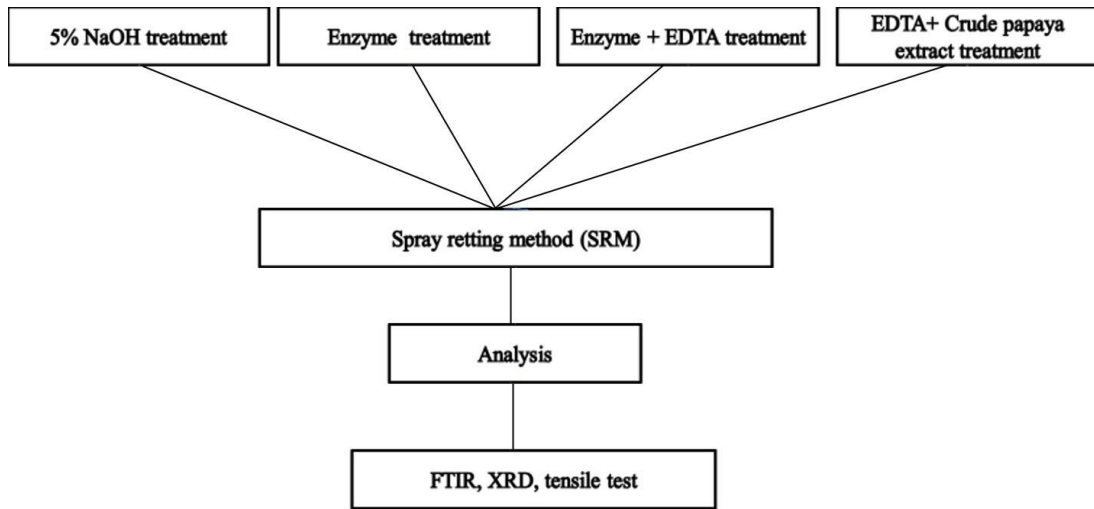 5% NaOH treatment
Enzyme treatment
Enzyme + EDTA treatment
EDTA+ Crude papaya
extract treatment
Spray retting method (SRM)
Analysis
FTIR, XRD, tensile test